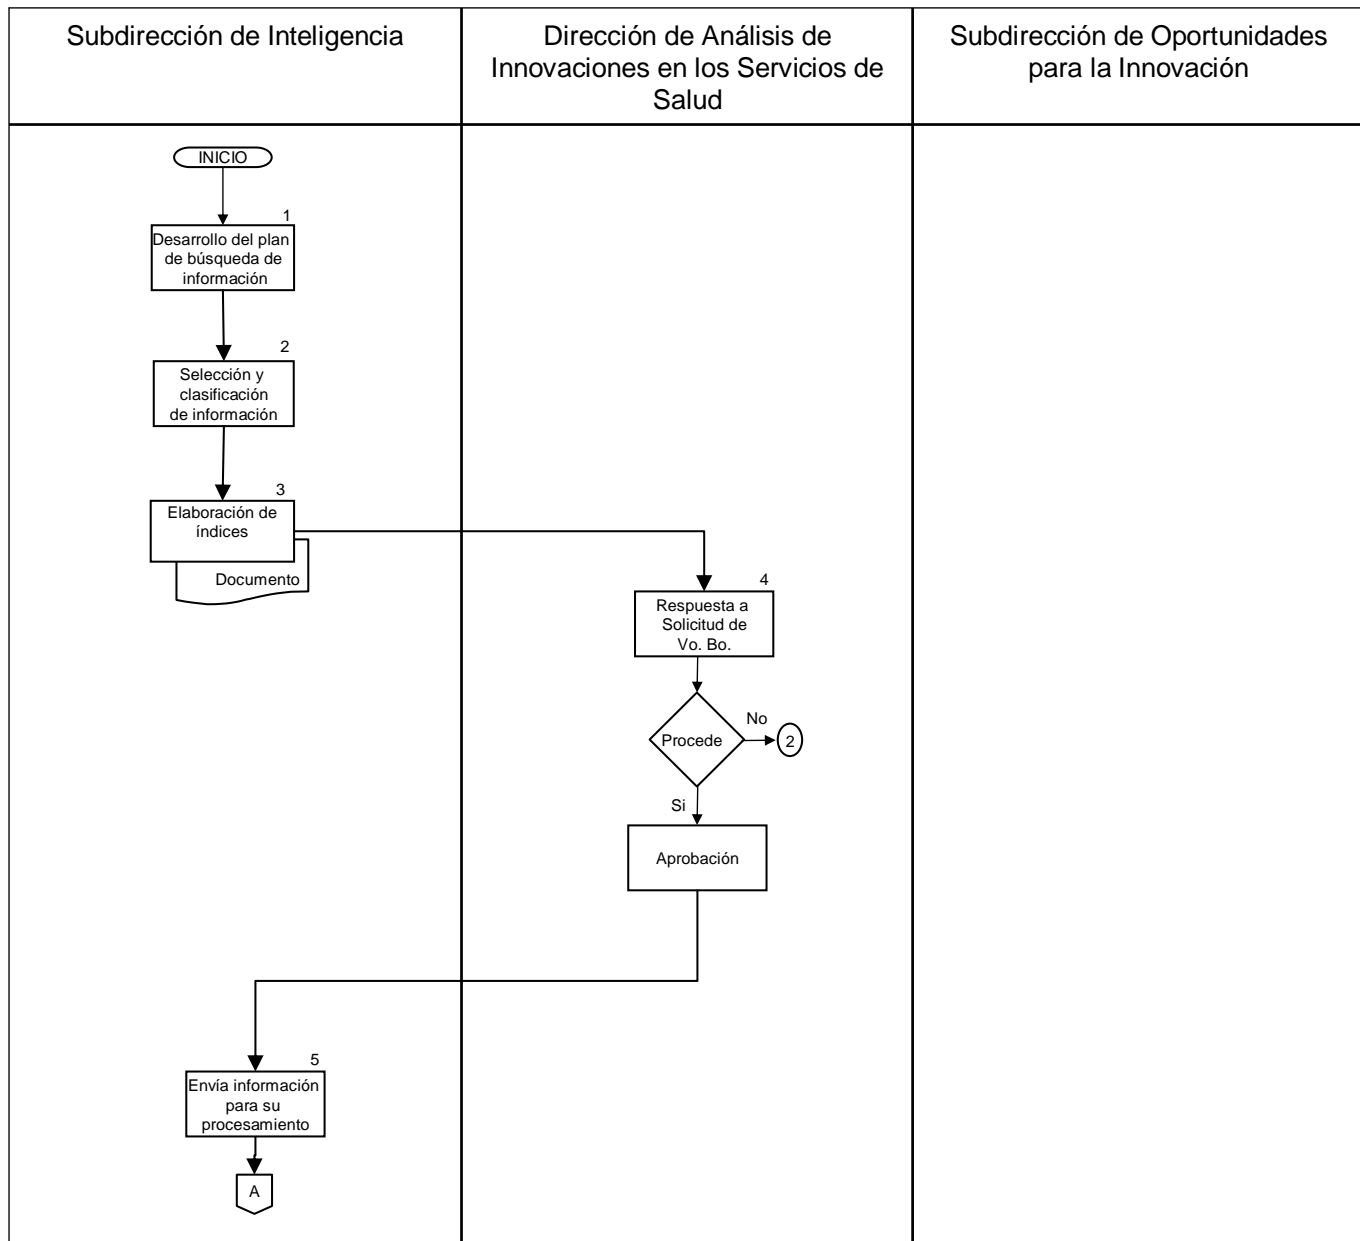 Subdirección de Inteligencia
Dirección de Análisis de
Innovaciones en los Servicios de
Salud
Subdirección de Oportunidades
para la Innovación
INICIO
1
Desarrollo del plan
de búsqueda de
información
2
Selección y
clasificación
de información
3
Elaboración de
índices
Documento
4
Respuesta a
Solicitud de
Vo. Bo.
Procede
No
2
Si
Aprobación
5
Envía información
para su
procesamiento
A